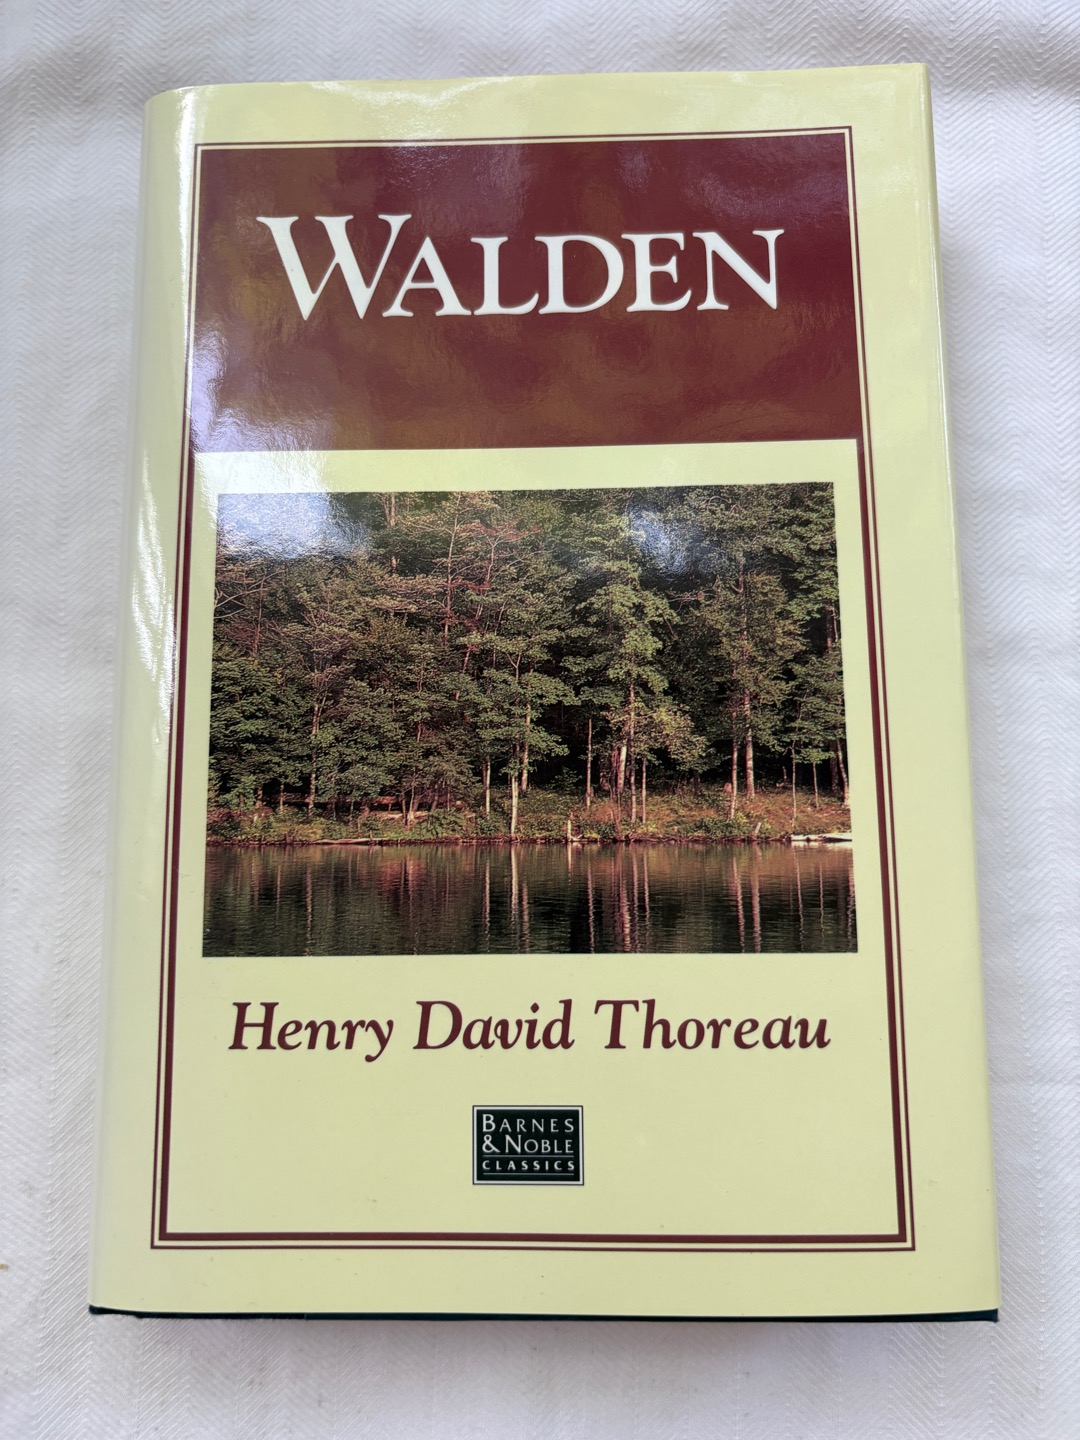 WALDEN
Henry David Thoreau
BARNES
& NOBLE
CLASSICS